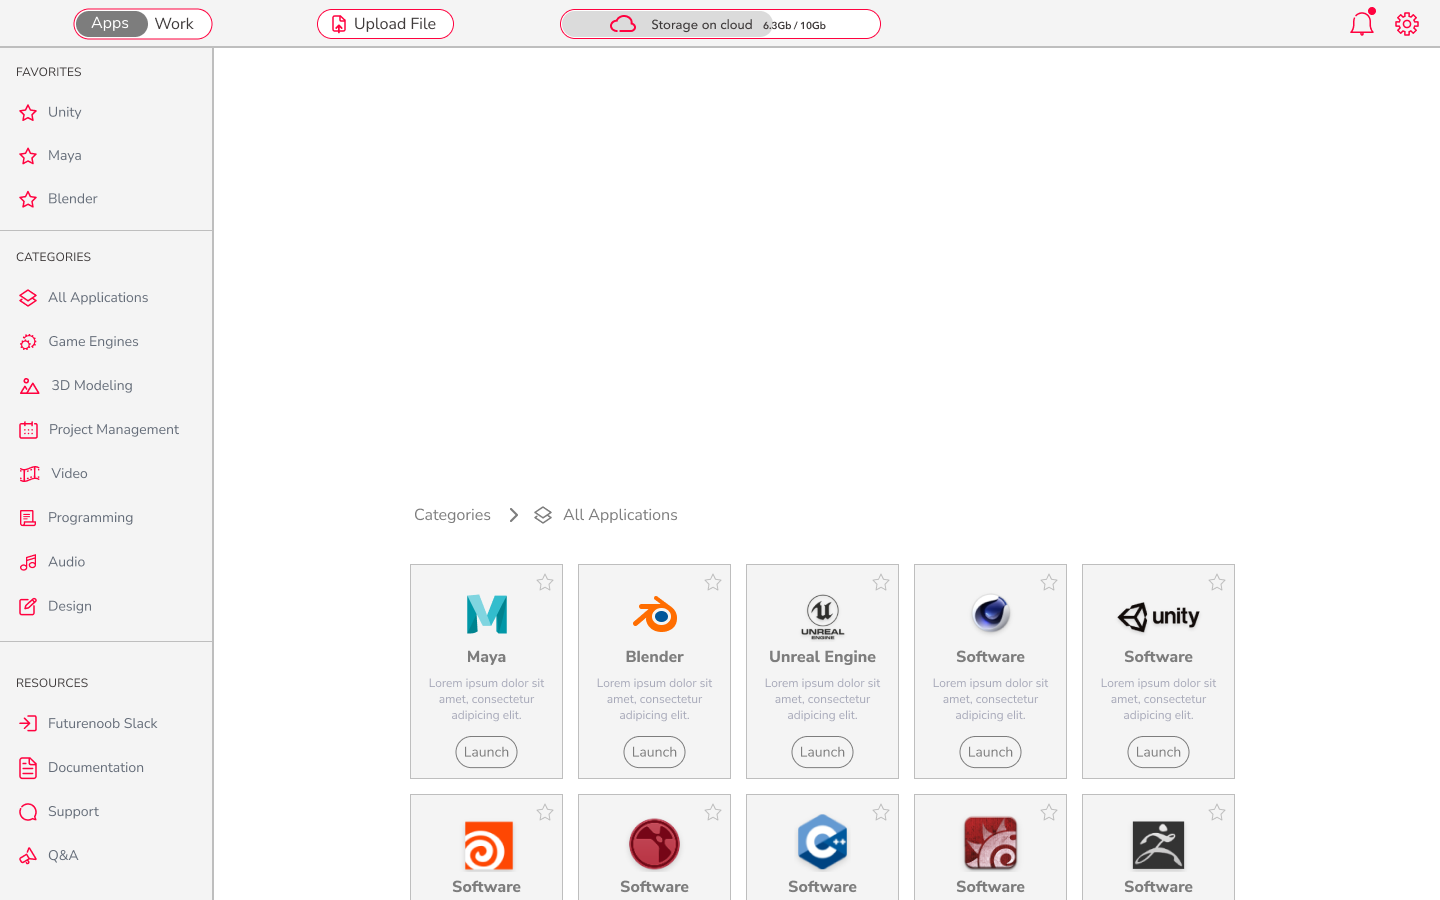 Apps Work
Upload File
Storage on cloud 6.3Gb / 10Gb
FAVORITES
Unity
Maya
Blender
CATEGORIES
All Applications
Game Engines
3D Modeling
Project Management
Video
Programming
Audio
Design
RESOURCES
Futurenoob Slack
Documentation
Support
Q&A
Categories All Applications
UNREAL
ENGINE
unity
Maya
Blender
Unreal Engine
Software
Software
Lorem ipsum dolor sit
amet, consectetur
adipicing elit.
Lorem ipsum dolor sit
amet, consectetur
adipicing elit.
Lorem ipsum dolor sit
amet, consectetur
adipicing elit.
Lorem ipsum dolor sit
amet, consectetur
adipicing elit.
Lorem ipsum dolor sit
amet, consectetur
adipicing elit.
Launch
Launch
Launch
Launch
Launch
C++
Software
Software
Software
Software
Software